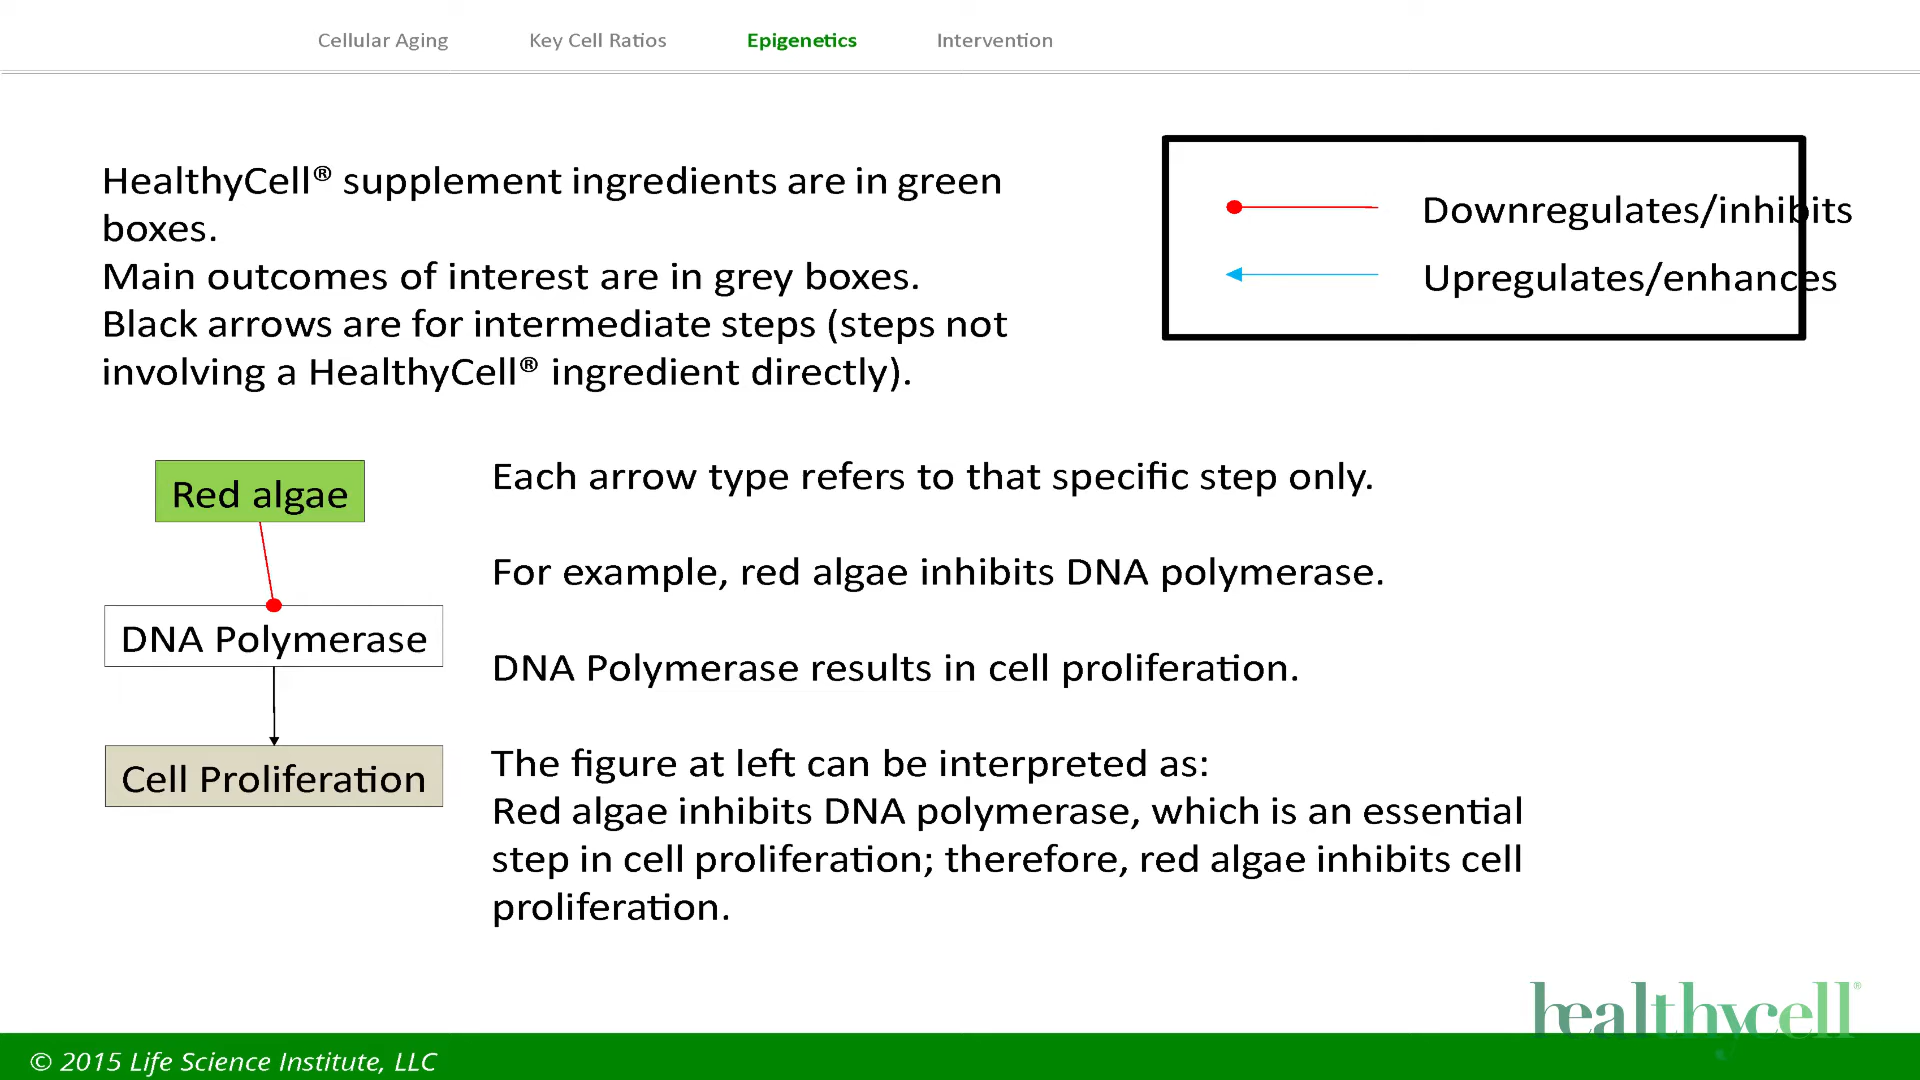 Cellular Aging
Key Cell Ratios
Epigenetics
Intervention
HealthyCell® supplement ingredients are in green
boxes.
Main outcomes of interest are in grey boxes.
Black arrows are for intermediate steps (steps not
involving a HealthyCell® ingredient directly).
Downregulates/inhibits
Upregulates/enhances
Red algae
DNA Polymerase
Cell Proliferation
Each arrow type refers to that specific step only.
For example, red algae inhibits DNA polymerase.
DNA Polymerase results in cell proliferation.
The figure at left can be interpreted as:
Red algae inhibits DNA polymerase, which is an essential
step in cell proliferation; therefore, red algae inhibits cell
proliferation.
healthycell®
© 2015 Life Science Institute, LLC